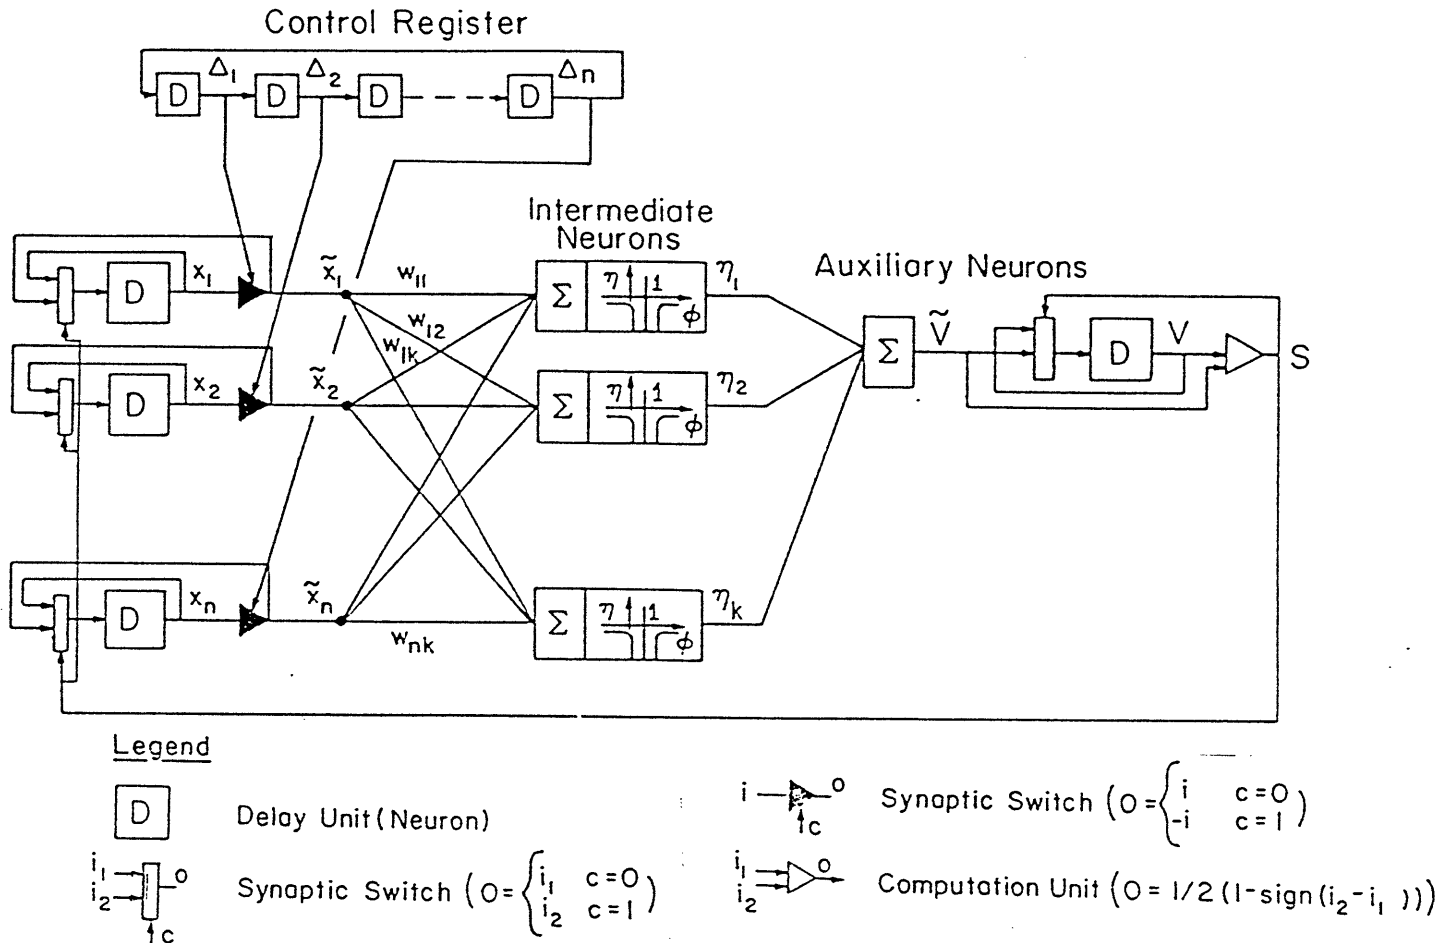 Control Register
D Δ₁ D Δ₂ D D Δn
Intermediate
Neurons
Auxiliary Neurons
D x₁ x̃₁ w₁₁ Σ η 1 ϕ η₁
w₁₂
w₁ₖ
Σ Ṽ D V S
D x₂ x̃₂ Σ η 1 ϕ η₂
D xₙ x̃ₙ wₙₖ Σ η 1 ϕ ηₖ
Legend
D Delay Unit (Neuron)
i₁ i₂ O C Synaptic Switch (O = { i₁ c=0 i₂ c=1 )
i O C Synaptic Switch (O = { i c=0 -i c=1 )
i₁ i₂ O Computation Unit (O = 1/2 (1-sign(i₂-i₁ )))